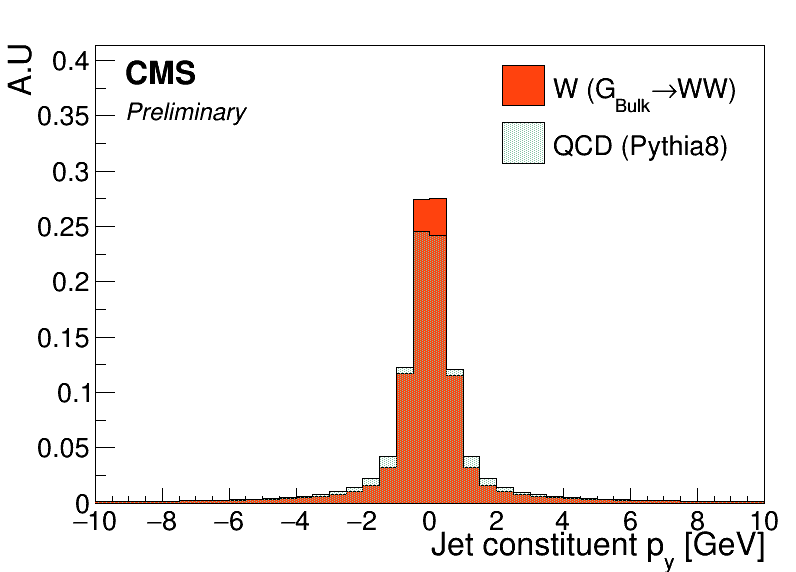 A.U
CMS
Preliminary
W (G_Bulk→WW)
QCD (Pythia8)
0.4
0.35
0.3
0.25
0.2
0.15
0.1
0.05
0
−10 −8 −6 −4 −2 0 2 4 6 8 10
Jet constituent p_y [GeV]